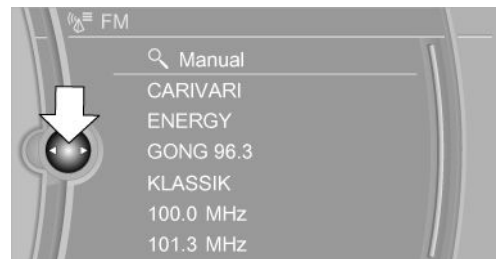 FM
Manual
CARIVARI
ENERGY
GONG 96.3
KLASSIK
100.0 MHz
101.3 MHz